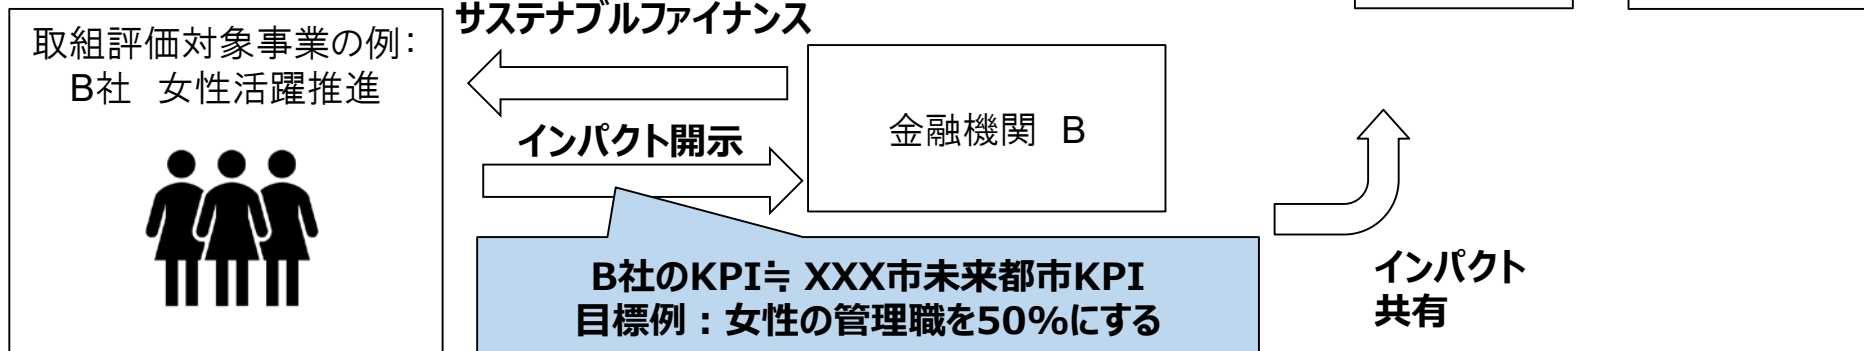 サステナブルファイナンス
取組評価対象事業の例：
B社　女性活躍推進
インパクト開示
金融機関　B
B社のKPI≒ XXX市未来都市KPI
目標例：女性の管理職を50%にする
インパクト
共有